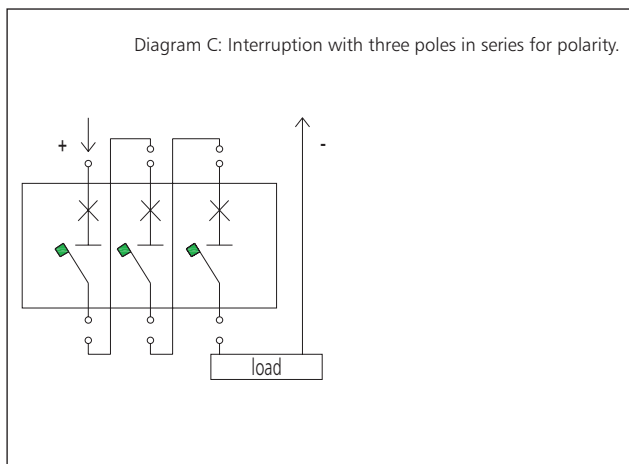 Diagram C: Interruption with three poles in series for polarity.
+
-
load